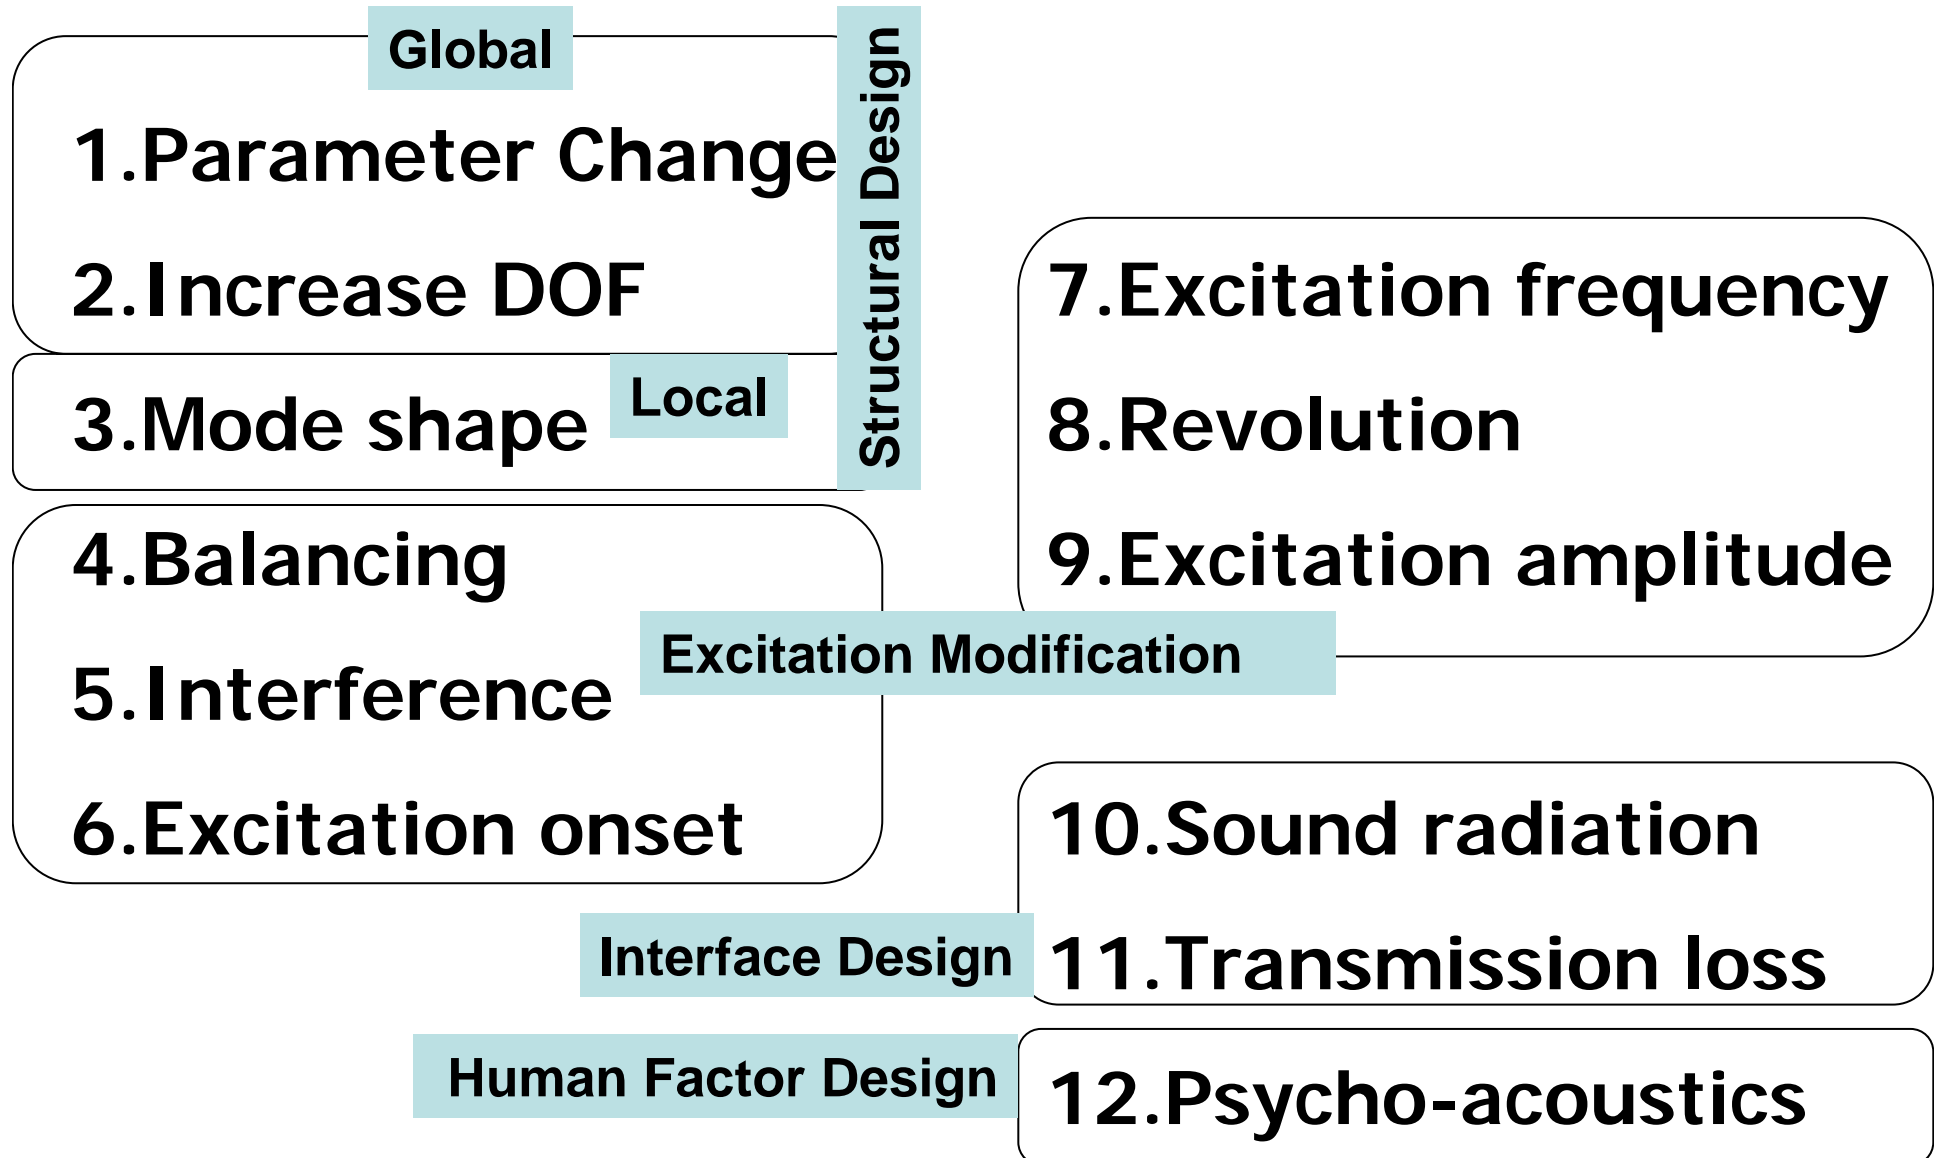 Global
Structural Design
1.Parameter Change
2.Increase DOF
3.Mode shape
Local
4.Balancing
5.Interference
6.Excitation onset
Excitation Modification
7.Excitation frequency
8.Revolution
9.Excitation amplitude
10.Sound radiation
Interface Design
11.Transmission loss
Human Factor Design
12.Psycho-acoustics